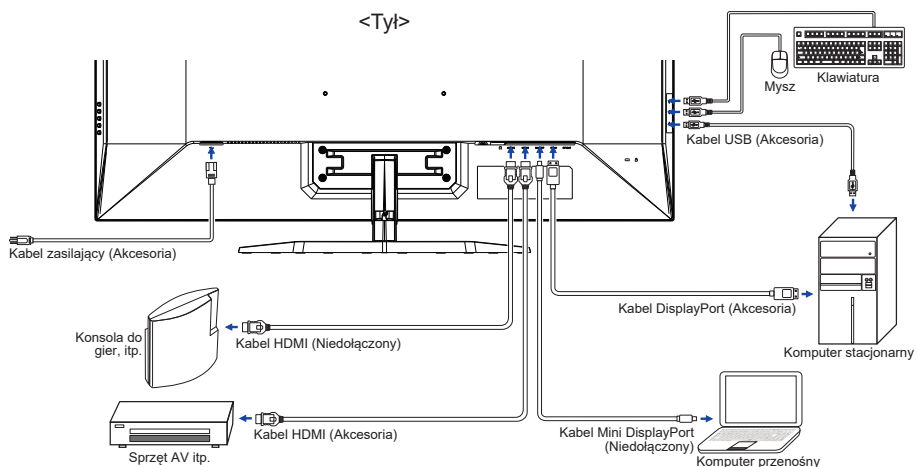 <Tył>
Mysz
Klawiatura
Kabel USB (Akcesoria)
Kabel zasilający (Akcesoria)
Kabel DisplayPort (Akcesoria)
Konsola do
gier, itp.
Kabel HDMI (Niedołączony)
Komputer stacjonarny
Kabel HDMI (Akcesoria)
Kabel Mini DisplayPort
(Niedołączony)
Sprzęt AV itp.
Komputer przenośny